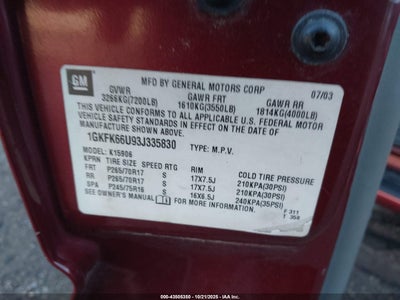 GM
MFD BY GENERAL MOTORS CORP 07/03
GVWR GAWR FRT GAWR RR
3266KG(7200LB) 1610KG(3550LB) 1814KG(4000LB)
THIS VEHICLE CONFORMS TO ALL APPLICABLE U.S. FEDERAL MOTOR
VEHICLE SAFETY STANDARDS IN EFFECT ON THE DATE OF
MANUFACTURE SHOWN ABOVE.
1GKFK66U93J335830 TYPE: M.P.V.
MODEL: K15906
KPRN TIRE SIZE SPEED RTG RIM COLD TIRE PRESSURE
FRT P265/70R17 S 17X7.5J 210KPA(30PSI)
RR P265/70R17 S 17X7.5J 210KPA(30PSI)
SPA P245/75R16 S 16X6.5J 240KPA(35PSI)
SEE OWNER'S MANUAL FOR MORE INFORMATION. F 311
T 358
000-43505350 - 10/21/2025 - IAA